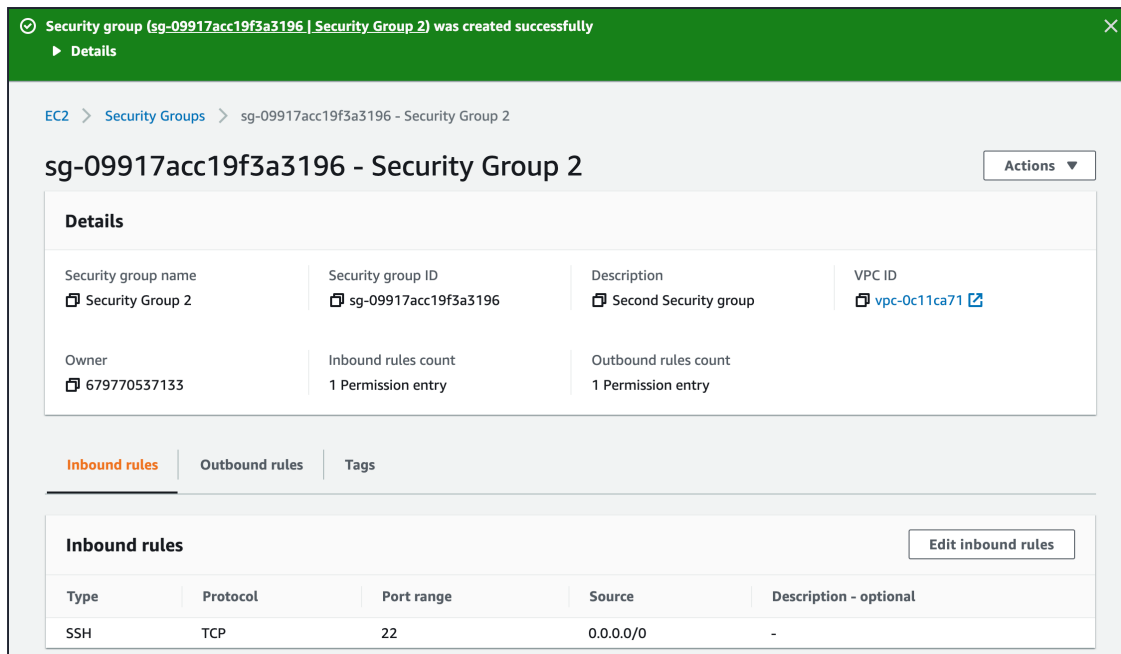 Security group (sg-09917acc19f3a3196 | Security Group 2) was created successfully
Details
EC2 Security Groups sg-09917acc19f3a3196 - Security Group 2
sg-09917acc19f3a3196 - Security Group 2 Actions
Details
Security group name Security group ID Description VPC ID
Security Group 2 sg-09917acc19f3a3196 Second Security group vpc-0c11ca71
Owner Inbound rules count Outbound rules count
679770537133 1 Permission entry 1 Permission entry
Inbound rules Outbound rules Tags
Inbound rules Edit inbound rules
Type Protocol Port range Source Description - optional
SSH TCP 22 0.0.0.0/0 -